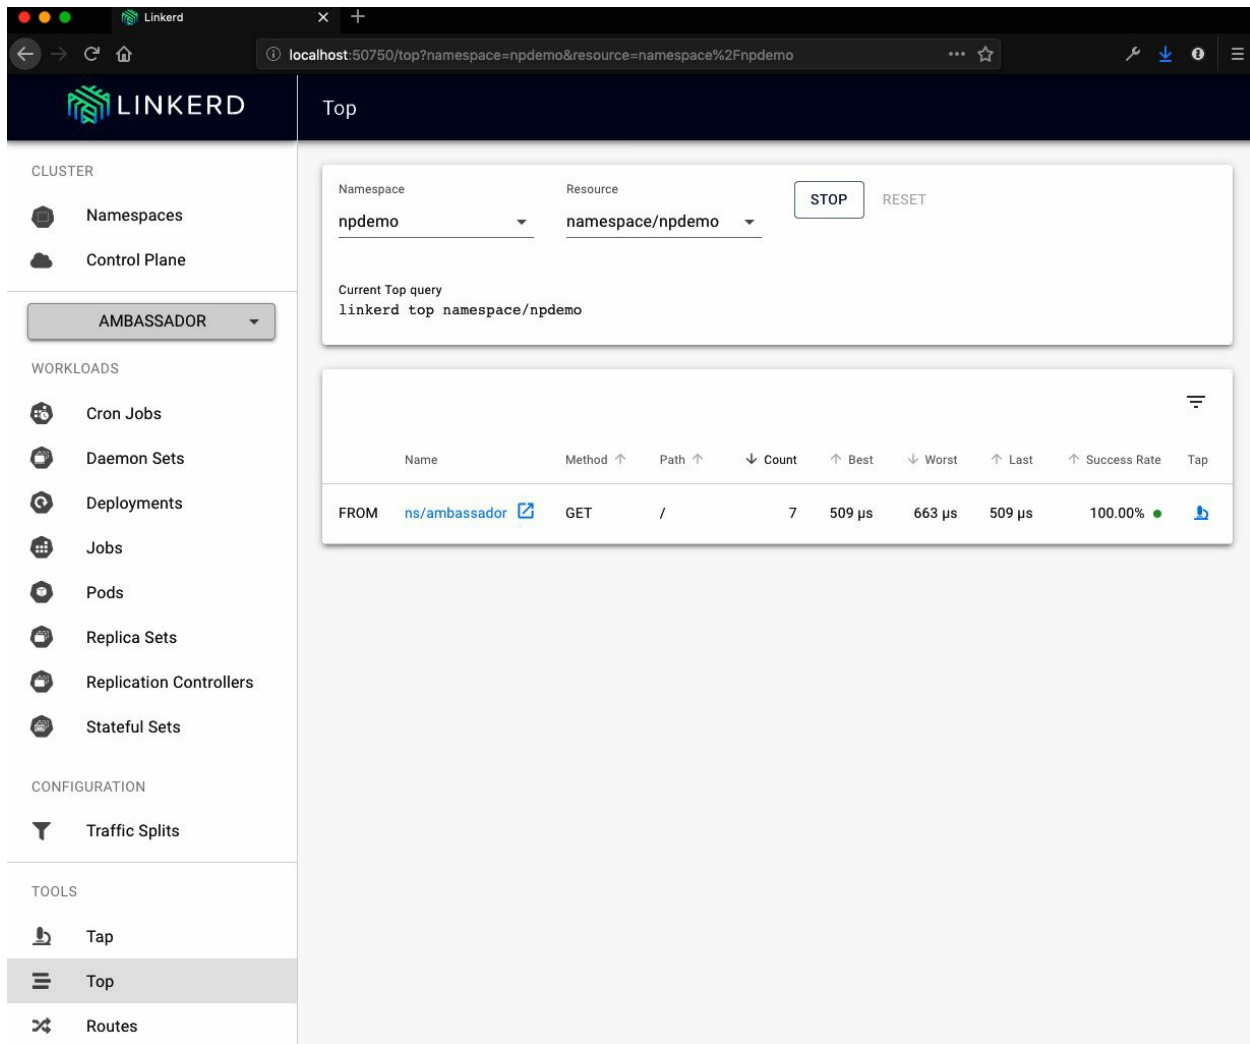 Linkerd
localhost:50750/top?namespace=npdemo&resource=namespace%2Fnpdemo
LINKERD
Top
CLUSTER
Namespaces
Control Plane
AMBASSADOR
WORKLOADS
Cron Jobs
Daemon Sets
Deployments
Jobs
Pods
Replica Sets
Replication Controllers
Stateful Sets
CONFIGURATION
Traffic Splits
TOOLS
Tap
Top
Routes
Namespace Resource
npdemo namespace/npdemo STOP RESET
Current Top query
linkerd top namespace/npdemo
Name Method Path Count Best Worst Last Success Rate Tap
FROM ns/ambassador GET / 7 509 µs 663 µs 509 µs 100.00%